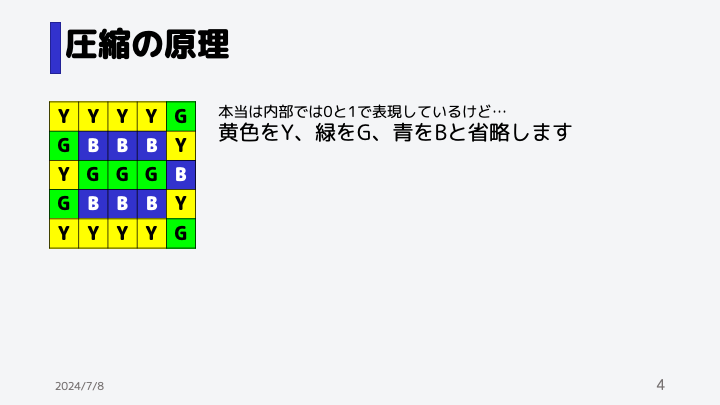 圧縮の原理
本当は内部では0と1で表現しているけど…
黄色をY、緑をG、青をBと省略します
Y Y Y Y G
G B B B Y
Y G G G B
G B B B Y
Y Y Y Y G
2024/7/8
4